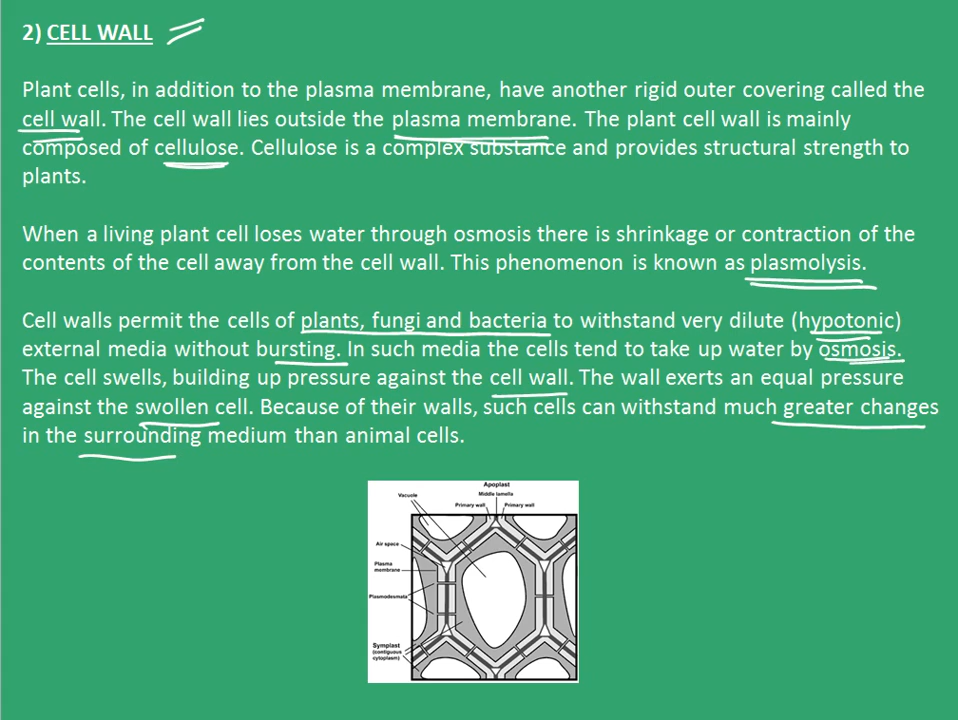 2) CELL WALL
Plant cells, in addition to the plasma membrane, have another rigid outer covering called the
cell wall. The cell wall lies outside the plasma membrane. The plant cell wall is mainly
composed of cellulose. Cellulose is a complex substance and provides structural strength to
plants.
When a living plant cell loses water through osmosis there is shrinkage or contraction of the
contents of the cell away from the cell wall. This phenomenon is known as plasmolysis.
Cell walls permit the cells of plants, fungi and bacteria to withstand very dilute (hypotonic)
external media without bursting. In such media the cells tend to take up water by osmosis.
The cell swells, building up pressure against the cell wall. The wall exerts an equal pressure
against the swollen cell. Because of their walls, such cells can withstand much greater changes
in the surrounding medium than animal cells.
Apoplast
Vacuole
Middle lamella
Primary wall
Primary wall
Air space
Plasma
membrane
Plasmodesmata
Symplast
(contiguous
cytoplasm)